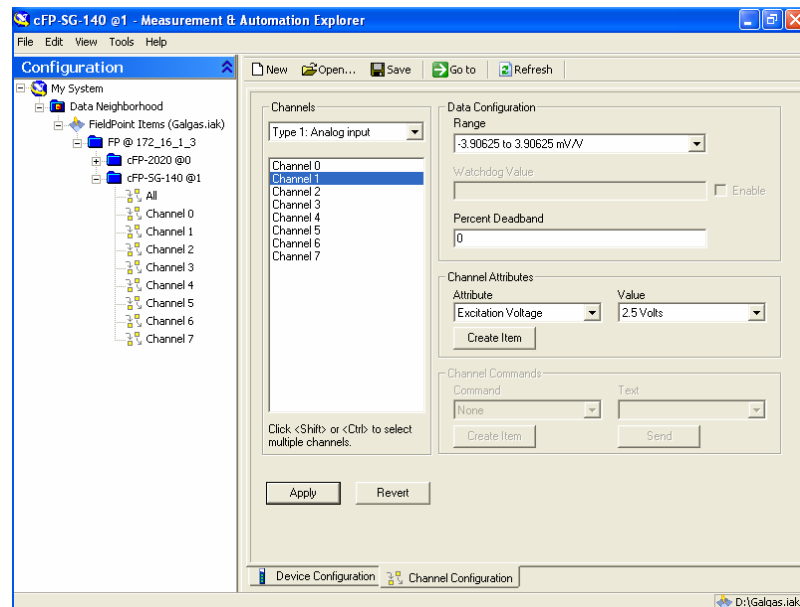 cFP-SG-140 @1 - Measurement & Automation Explorer
File Edit View Tools Help
Configuration
New Open... Save Go to Refresh
My System
Data Neighborhood
FieldPoint Items (Galgas.iak)
FP @ 172_16_1_3
cFP-2020 @0
cFP-SG-140 @1
All
Channel 0
Channel 1
Channel 2
Channel 3
Channel 4
Channel 5
Channel 6
Channel 7
Channels
Type 1: Analog input
Channel 0
Channel 1
Channel 2
Channel 3
Channel 4
Channel 5
Channel 6
Channel 7
Click <Shift> or <Ctrl> to select
multiple channels.
Data Configuration
Range
-3.90625 to 3.90625 mV/V
Watchdog Value
Enable
Percent Deadband
0
Channel Attributes
Attribute Value
Excitation Voltage 2.5 Volts
Create Item
Channel Commands
Command Text
None
Create Item Send
Apply Revert
Device Configuration Channel Configuration
D:\Galgas.iak